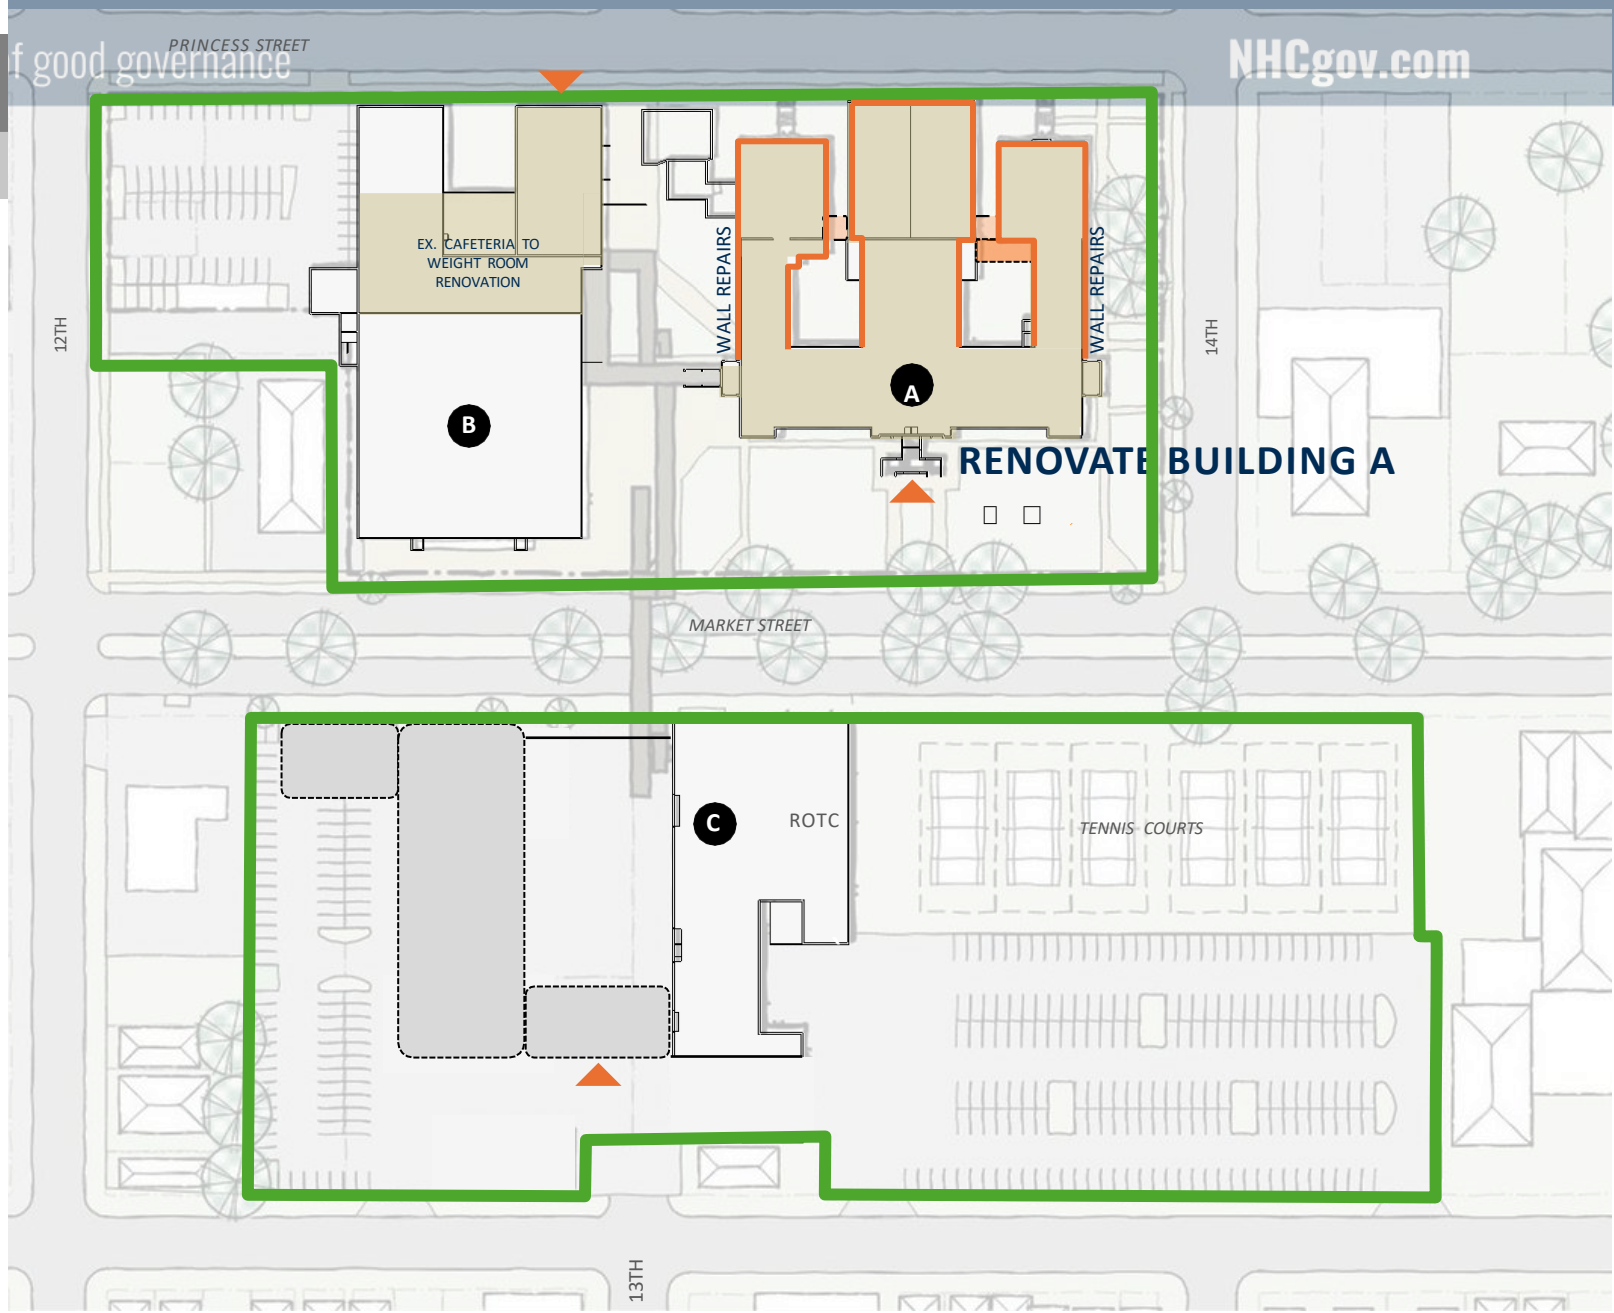 PRINCESS STREET
f good governance
NHCgov.com
EX. CAFETERIA TO
WEIGHT ROOM
RENOVATION
WALL REPAIRS
WALL REPAIRS
12TH
14TH
A
B
RENOVATE BUILDING A
MARKET STREET
C
ROTC
TENNIS COURTS
13TH